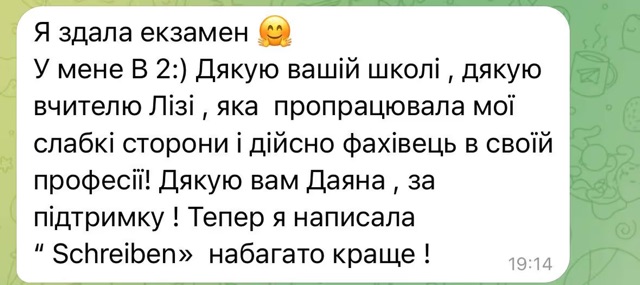 Я здала екзамен 🤗
У мене В 2:) Дякую вашій школі , дякую
вчителю Лізі , яка пропрацювала мої
слабкі сторони і дійсно фахівець в своїй
професії! Дякую вам Даяна , за
підтримку ! Тепер я написала
“ Schreiben» набагато краще !
19:14